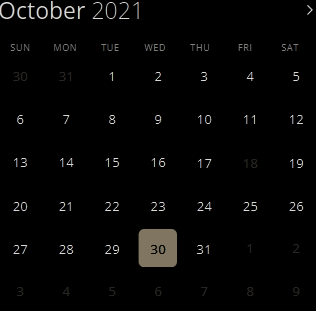 October 2021
SUN MON TUE WED THU FRI SAT
30 31 1 2 3 4 5
6 7 8 9 10 11 12
13 14 15 16 17 18 19
20 21 22 23 24 25 26
27 28 29 30 31 1 2
3 4 5 6 7 8 9